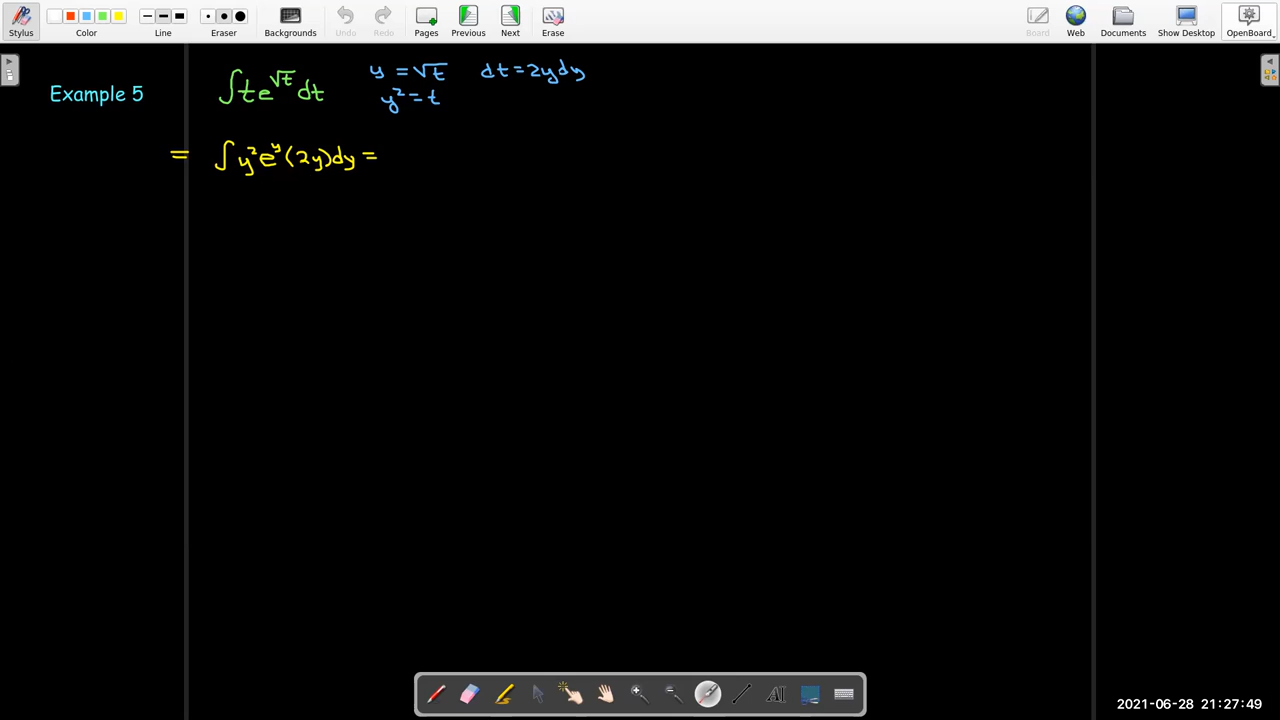 Stylus Color Line Eraser Backgrounds Undo Redo Pages Previous Next Erase Board Web Documents Show Desktop OpenBoard
Example 5 ∫te^√t dt y = √t dt = 2ydy
y² = t
= ∫y²e^y(2y)dy =
AI
2021-06-28 21:27:49